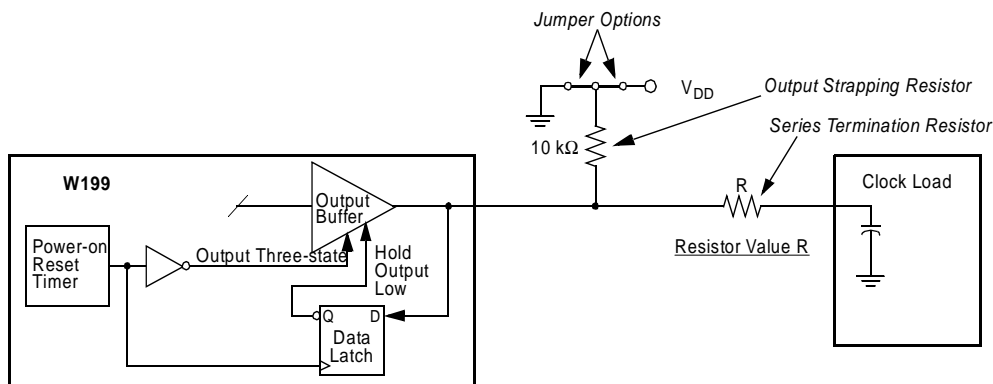 Jumper Options
V_DD
Output Strapping Resistor
10 kΩ
Series Termination Resistor
W199
Output
Buffer
R
Clock Load
Power-on
Reset
Timer
Output Three-state
Hold
Output
Low
Resistor Value R
Q D
Data
Latch